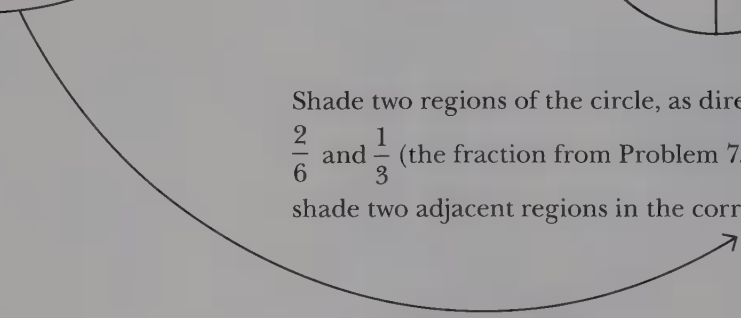 Shade two regions of the circle, as dire
2/6 and 1/3 (the fraction from Problem 7.
shade two adjacent regions in the corr